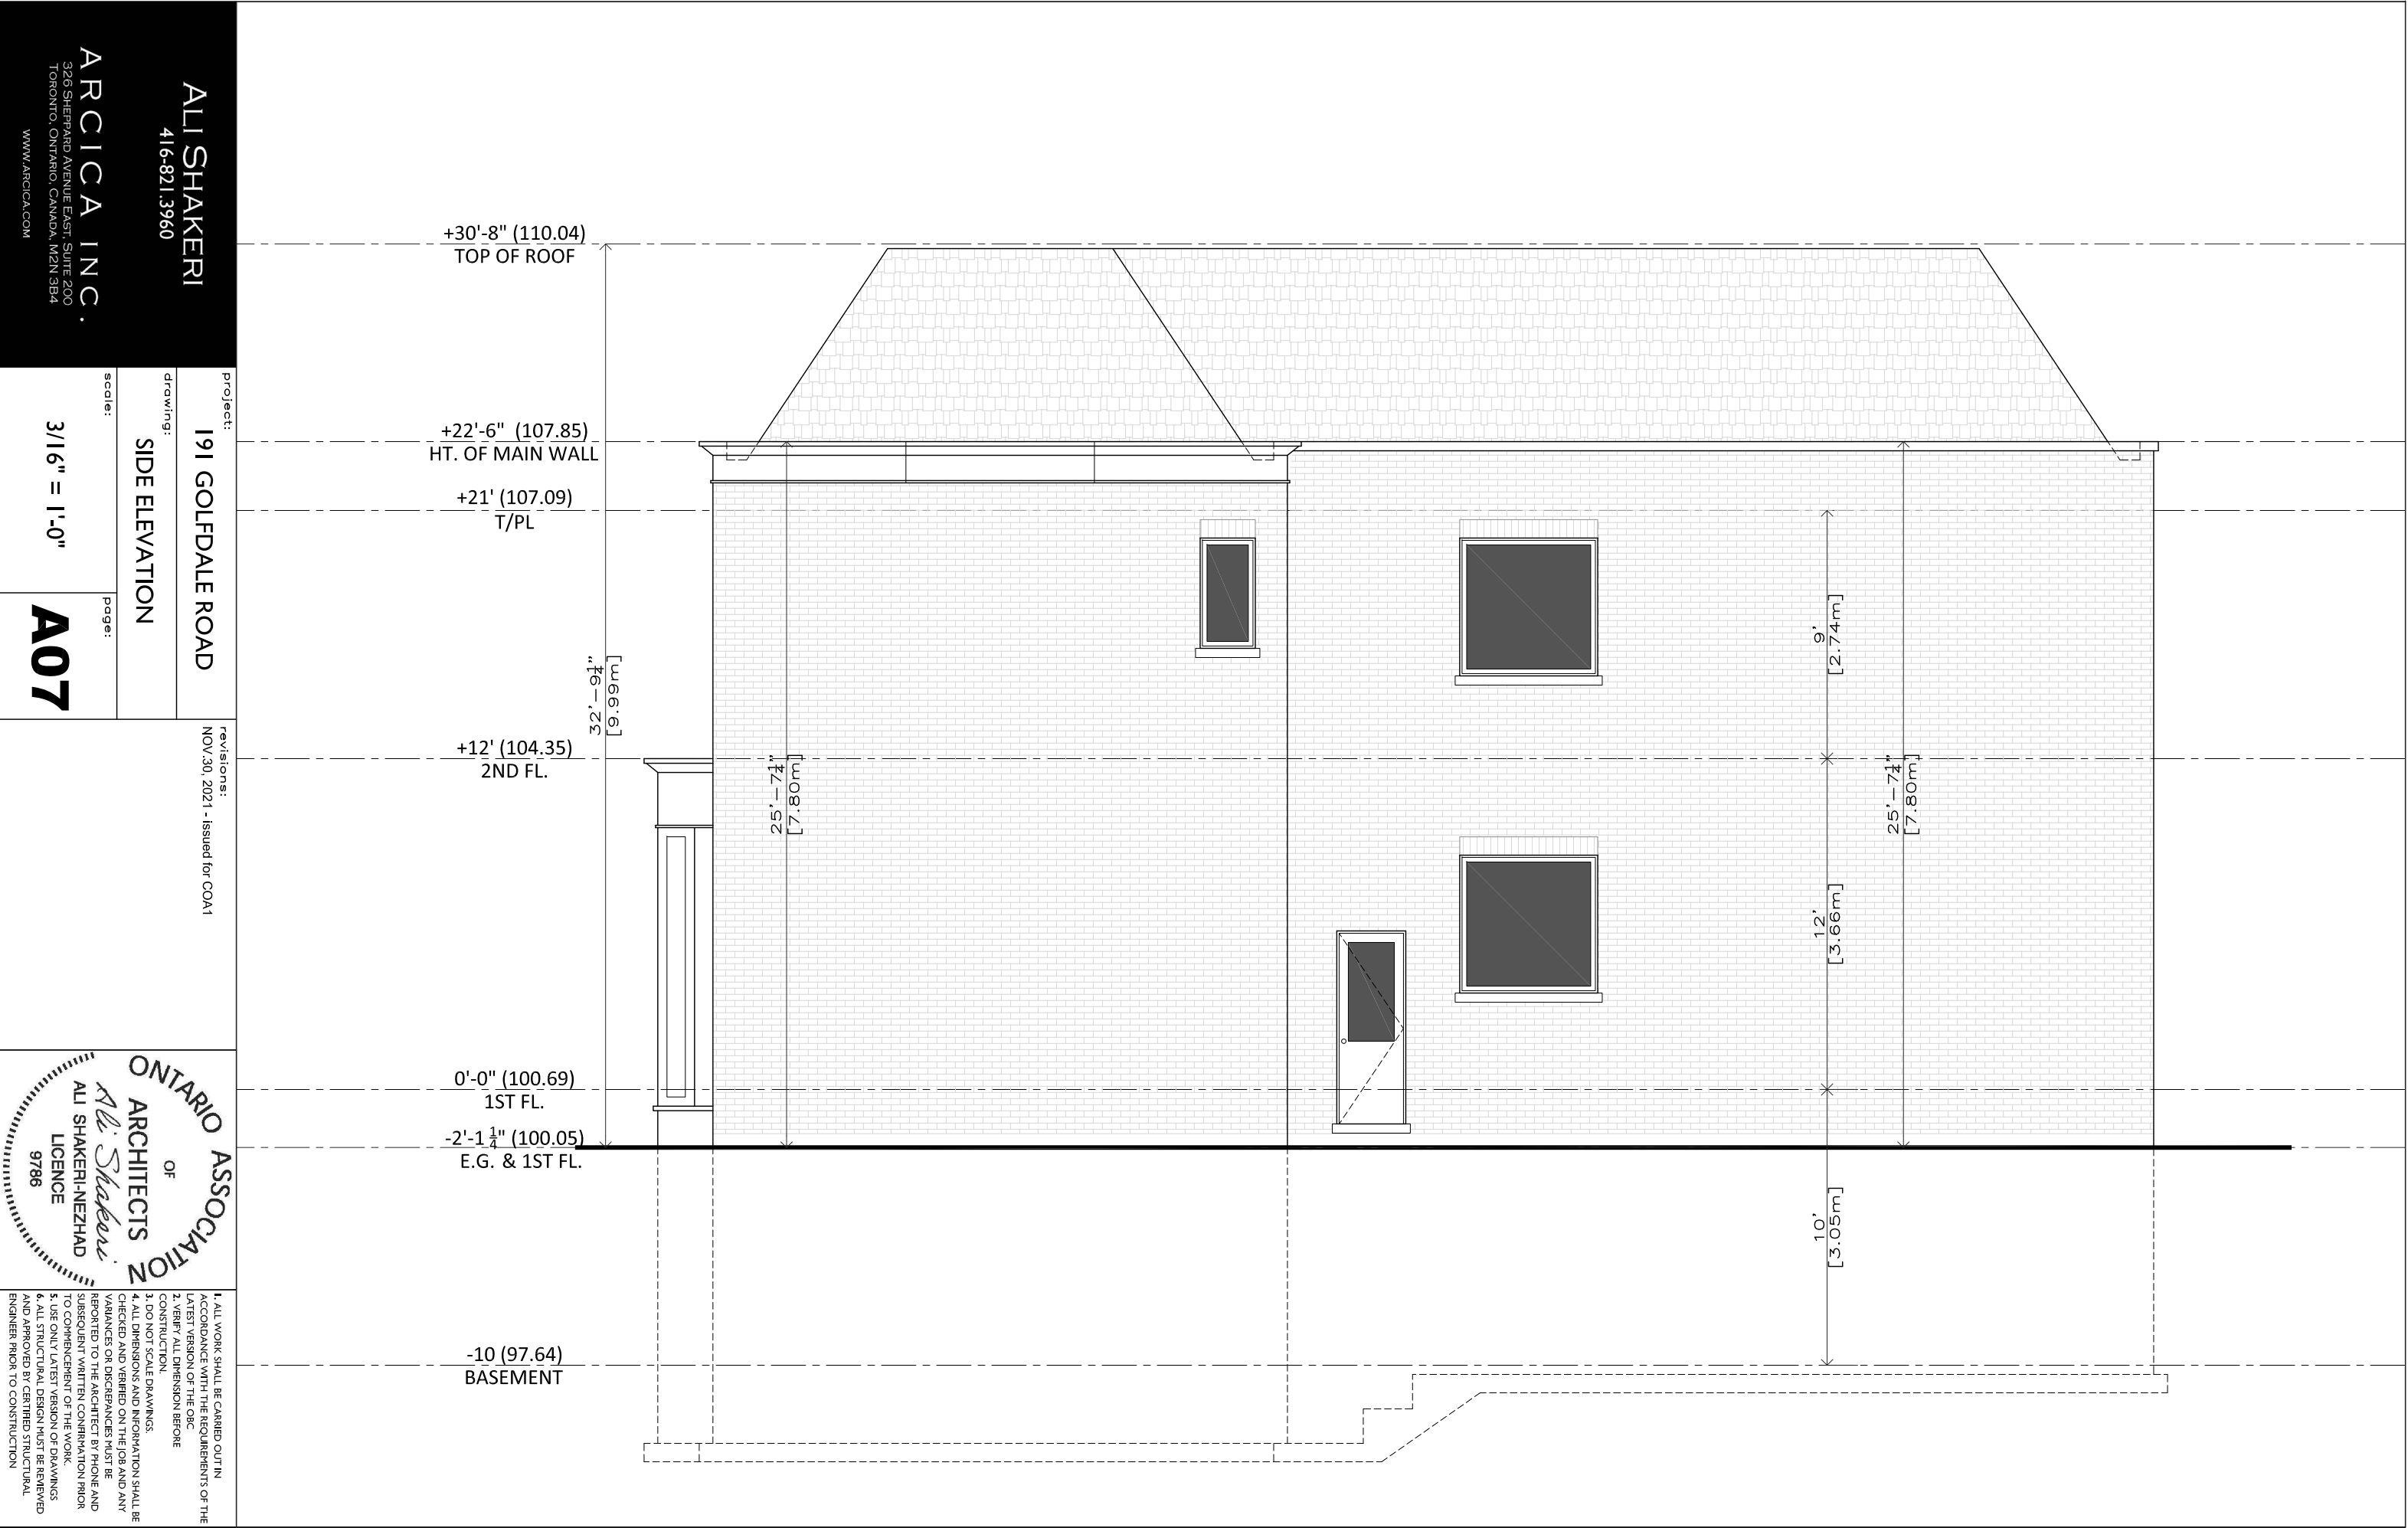 ALI SHAKERI
416-821.3960
ARCICA INC.
326 SHEPPARD AVENUE EAST, SUITE 200
TORONTO, ONTARIO, CANADA, M2N 3B4
WWW.ARCICA.COM
project:
191 GOLFDALE ROAD
drawing:
SIDE ELEVATION
scale:
3/16" = 1'-0"
page:
A07
revisions:
NOV.30, 2021 - issued for COA1
ONTARIO ASSOCIATION
OF
ARCHITECTS
Ali Shakeri
ALI SHAKERI-NEZHAD
LICENCE
9786
1. ALL WORK SHALL BE CARRIED OUT IN
ACCORDANCE WITH THE REQUIREMENTS OF THE
LATEST VERSION OF THE OBC
2. VERIFY ALL DIMENSION BEFORE
CONSTRUCTION.
3. DO NOT SCALE DRAWINGS.
4. ALL DIMENSIONS AND INFORMATION SHALL BE
CHECKED AND VERIFIED ON THE JOB AND ANY
VARIANCES OR DISCREPANCIES MUST BE
REPORTED TO THE ARCHITECT BY PHONE AND
SUBSEQUENT WRITTEN CONFIRMATION PRIOR
TO COMMENCEMENT OF THE WORK.
5. USE ONLY LATEST VERSION OF DRAWINGS
6. ALL STRUCTURAL DESIGN MUST BE REVIEWED
AND APPROVED BY CERTIFIED STRUCTURAL
ENGINEER PRIOR TO CONSTRUCTION
+30'-8" (110.04)
TOP OF ROOF
+22'-6" (107.85)
HT. OF MAIN WALL
+21' (107.09)
T/PL
+12' (104.35)
2ND FL.
0'-0" (100.69)
1ST FL.
-2'-1 1/4" (100.05)
E.G. & 1ST FL.
-10 (97.64)
BASEMENT
32'-9 1/4"
[9.99m]
25'-7 1/4"
[7.80m]
9'
[2.74m]
12'
[3.66m]
10'
[3.05m]
25'-7 1/4"
[7.80m]